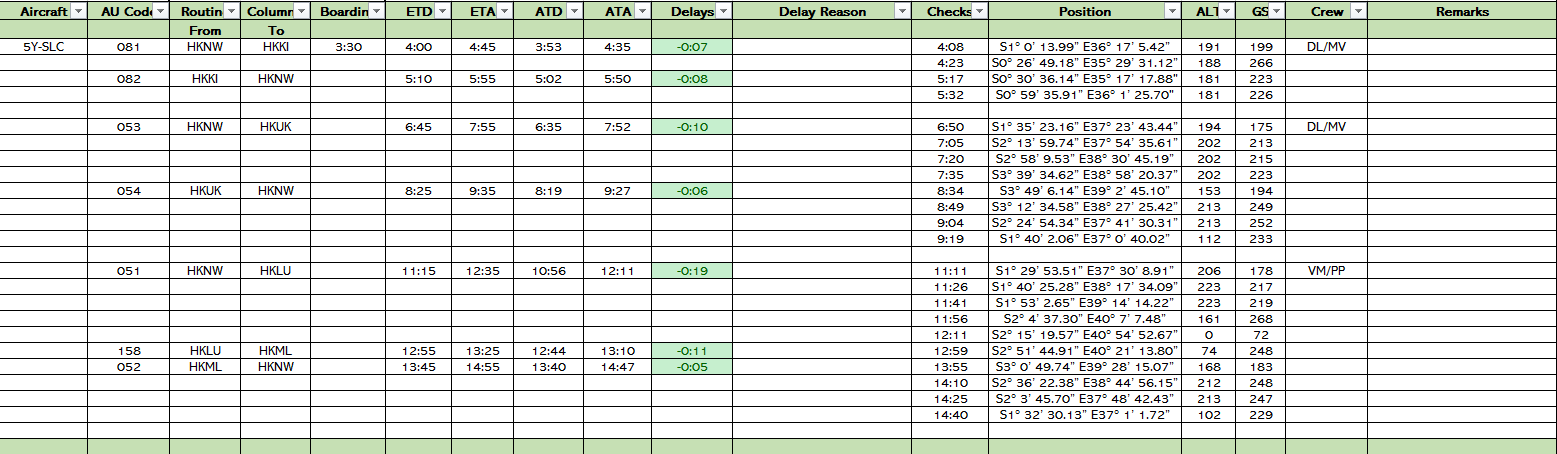 Aircraft AU Code Routin Column Boardin ETD ETA ATD ATA Delays Delay Reason Checks Position ALT GS Crew Remarks
From To
5Y-SLC 081 HKNW HKKI 3:30 4:00 4:45 3:53 4:35 -0:07 4:08 S1° 0' 13.99" E36° 17' 5.42" 191 199 DL/MV
4:23 S0° 26' 49.18" E35° 29' 31.12" 188 266
082 HKKI HKNW 5:10 5:55 5:02 5:50 -0:08 5:17 S0° 30' 36.14" E35° 17' 17.88" 181 223
5:32 S0° 59' 35.91" E36° 1' 25.70" 181 226
053 HKNW HKUK 6:45 7:55 6:35 7:52 -0:10 6:50 S1° 35' 23.16" E37° 23' 43.44" 194 175 DL/MV
7:05 S2° 13' 59.74" E37° 54' 35.61" 202 213
7:20 S2° 58' 9.53" E38° 30' 45.19" 202 215
7:35 S3° 39' 34.62" E38° 58' 20.37" 202 223
054 HKUK HKNW 8:25 9:35 8:19 9:27 -0:06 8:34 S3° 49' 6.14" E39° 2' 45.10" 153 194
8:49 S3° 12' 34.58" E38° 27' 25.42" 213 249
9:04 S2° 24' 54.34" E37° 41' 30.31" 213 252
9:19 S1° 40' 2.06" E37° 0' 40.02" 112 233
051 HKNW HKLU 11:15 12:35 10:56 12:11 -0:19 11:11 S1° 29' 53.51" E37° 30' 8.91" 206 178 VM/PP
11:26 S1° 40' 25.28" E38° 17' 34.09" 223 217
11:41 S1° 53' 2.65" E39° 14' 14.22" 223 219
11:56 S2° 4' 37.30" E40° 7' 7.48" 161 268
12:11 S2° 15' 19.57" E40° 54' 52.67" 0 72
158 HKLU HKML 12:55 13:25 12:44 13:10 -0:11 12:59 S2° 51' 44.91" E40° 21' 13.80" 74 248
052 HKML HKNW 13:45 14:55 13:40 14:47 -0:05 13:55 S3° 0' 49.74" E39° 28' 15.07" 168 183
14:10 S2° 36' 22.38" E38° 44' 56.15" 212 248
14:25 S2° 3' 45.70" E37° 48' 42.43" 213 247
14:40 S1° 32' 30.13" E37° 1' 1.72" 102 229